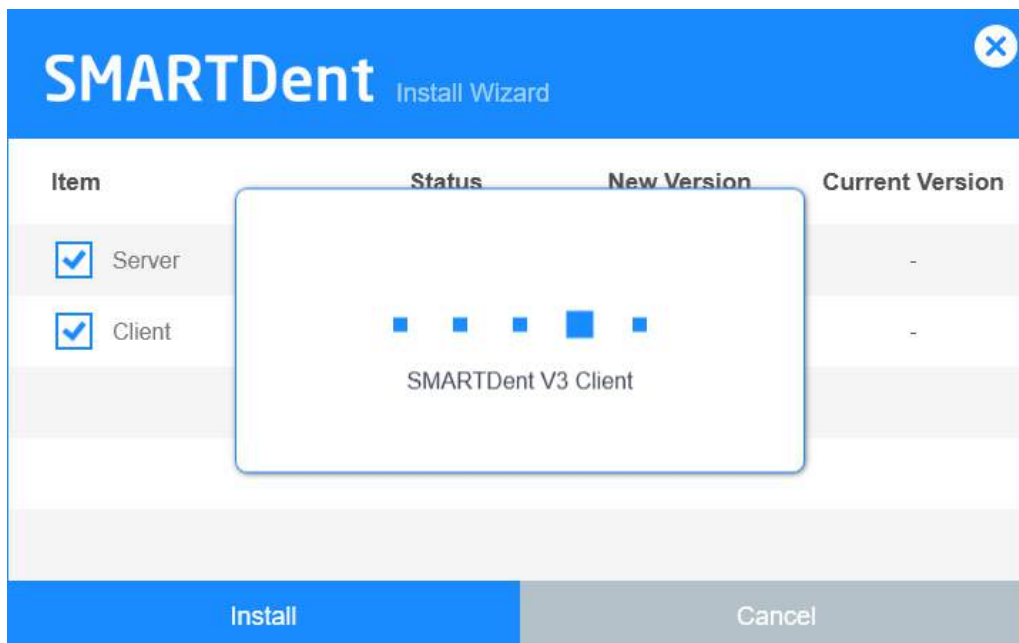 SMARTDent Install Wizard
Item Status New Version Current Version
Server -
Client -
SMARTDent V3 Client
Install Cancel